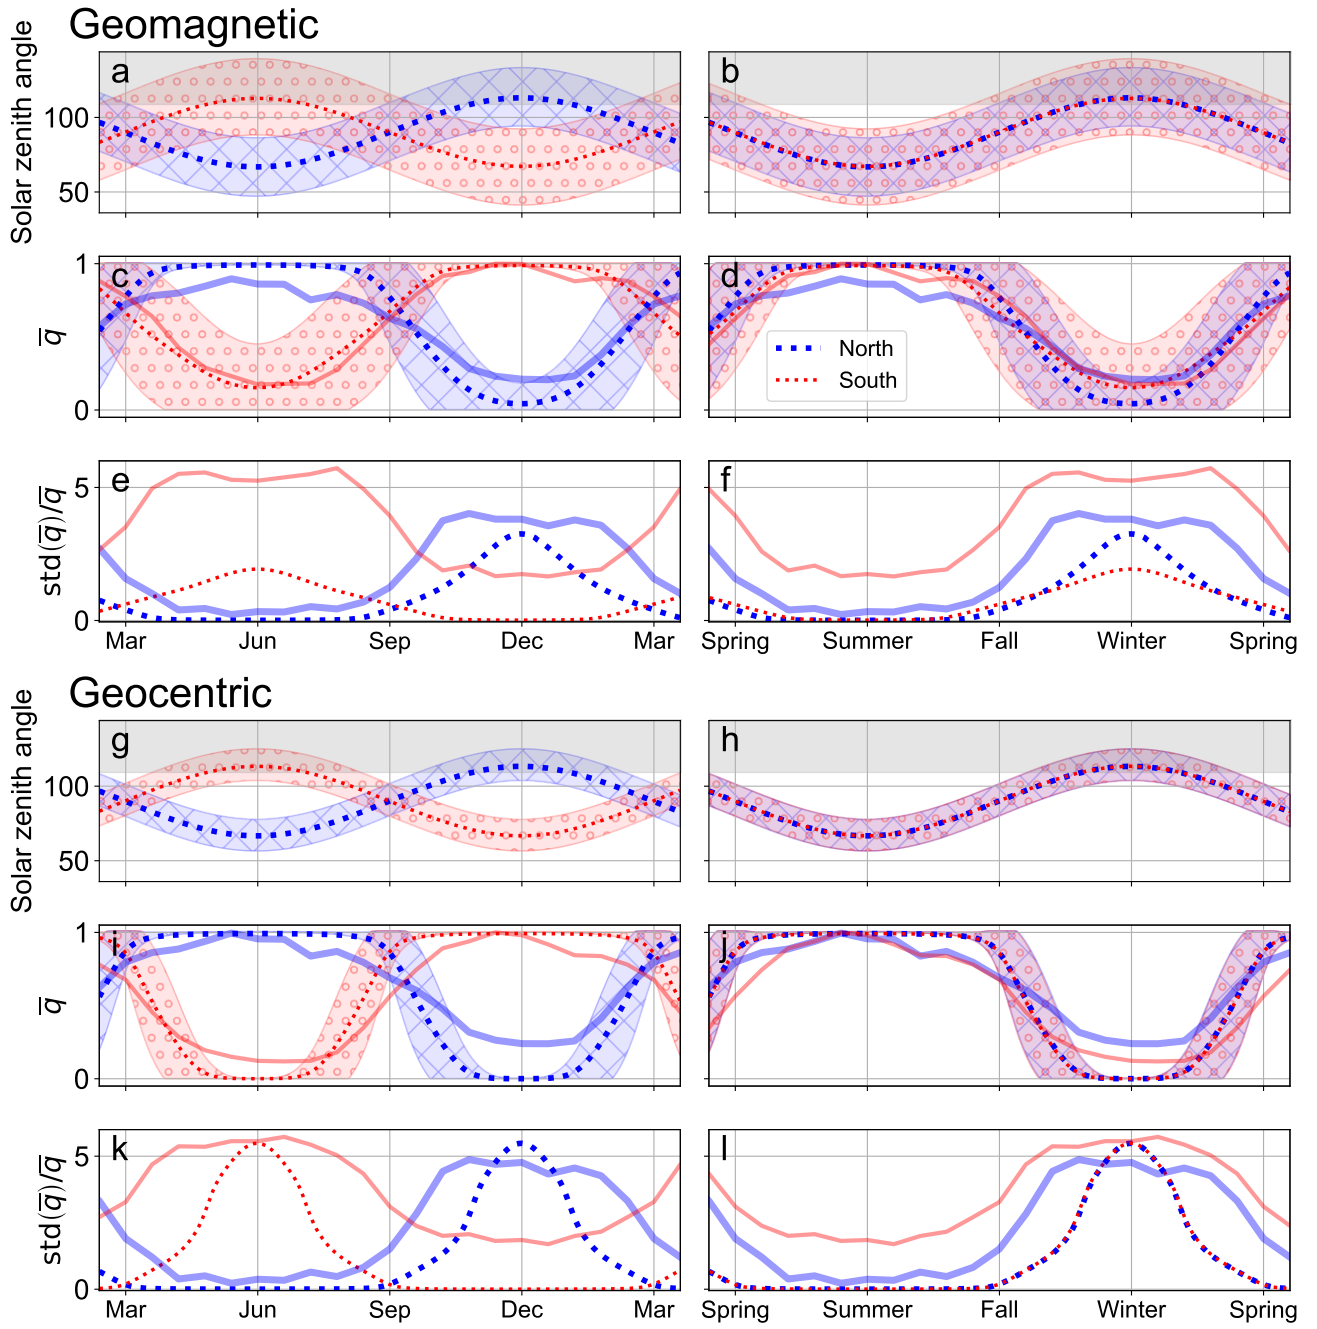 Geomagnetic
Solar zenith angle
100
50
a
b
q̅
1
0
c
d
North
South
std(q̅)/q̅
5
0
e
f
Mar Jun Sep Dec Mar
Spring Summer Fall Winter Spring
Geocentric
Solar zenith angle
100
50
g
h
q̅
1
0
i
j
std(q̅)/q̅
5
0
k
l
Mar Jun Sep Dec Mar
Spring Summer Fall Winter Spring